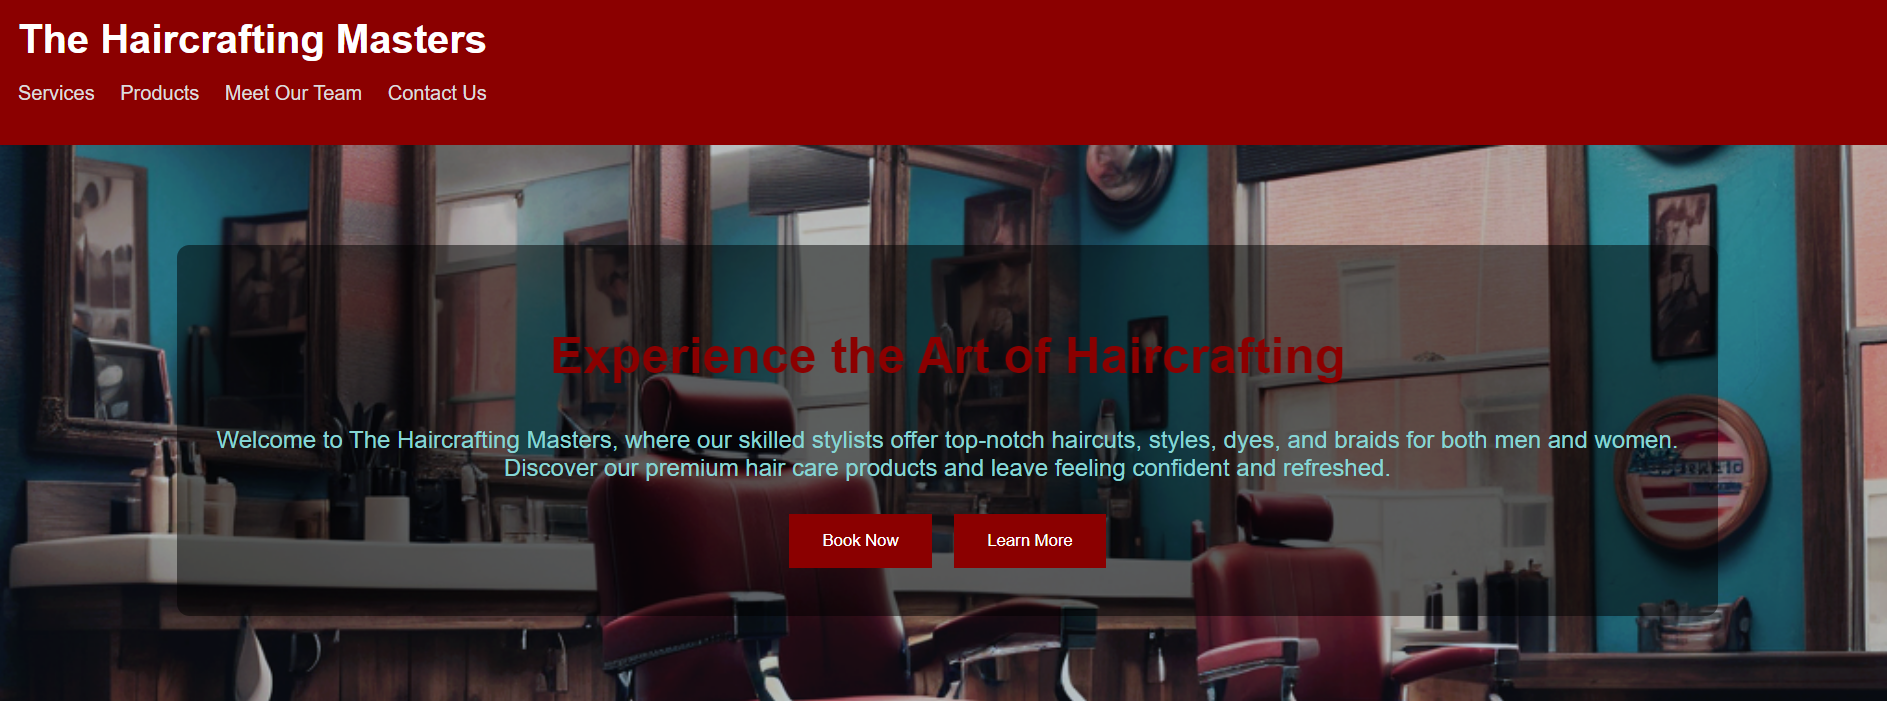 The Haircrafting Masters
Services Products Meet Our Team Contact Us
Experience the Art of Haircrafting
Welcome to The Haircrafting Masters, where our skilled stylists offer top-notch haircuts, styles, dyes, and braids for both men and women.
Discover our premium hair care products and leave feeling confident and refreshed.
Book Now Learn More